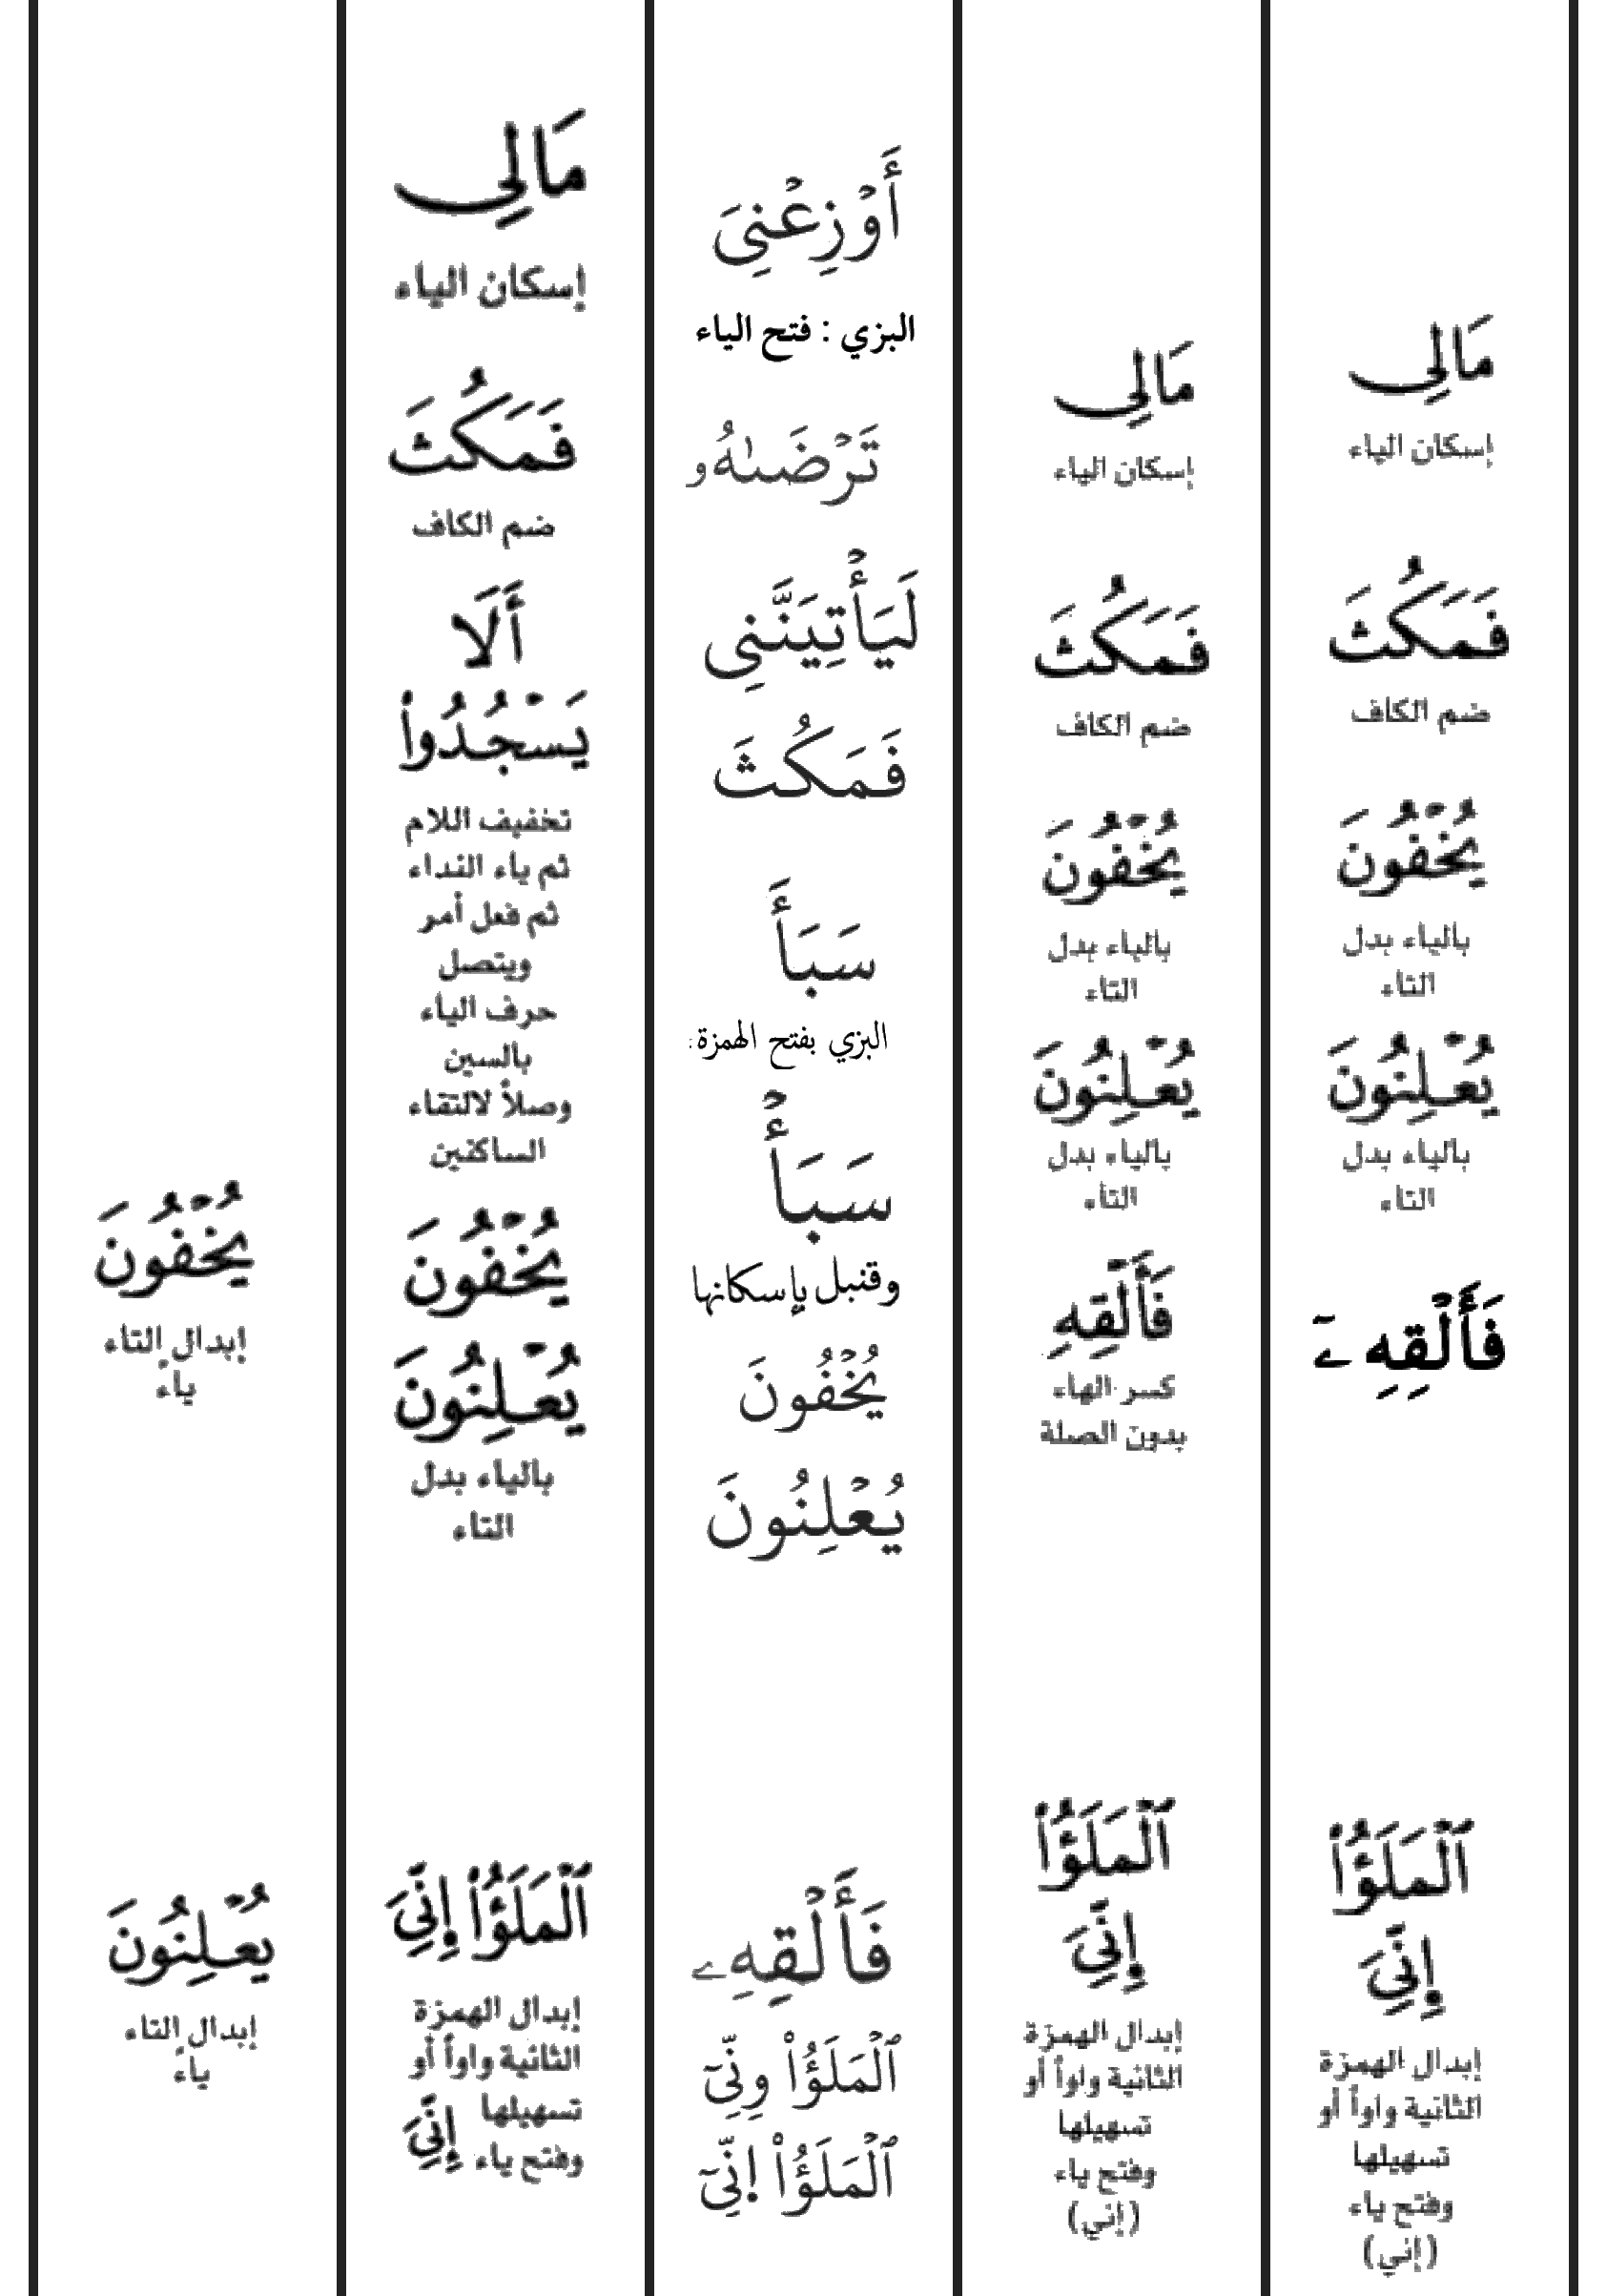 مَالِي
إسكان الياء
فَمَكُثَ
ضم الكاف
يُخْفُونَ
بالياء بدل
التاء
يُعْلِنُونَ
بالياء بدل
التاء
فَأَلْقِهِۦٓ
ٱلْمَلَؤُا۟
إِنِّيَ
إبدال الهمزة
الثانية واواً أو
تسهيلها
وفتح ياء
(إني)
مَالِي
إسكان الياء
فَمَكُثَ
ضم الكاف
يُخْفُونَ
بالياء بدل
التاء
يُعْلِنُونَ
بالياء بدل
التاء
فَأَلْقِهِ
كسر الهاء
بدون الصلة
ٱلْمَلَؤُا۟
إِنِّيَ
إبدال الهمزة
الثانية واواً أو
تسهيلها
وفتح ياء
(إني)
أَوْزِعْنِىَ
البزي : فتح الياء
تَرْضَىٰهُۥ
لَيَأْتِيَنَّنِى
فَمَكُثَ
سَبَأَ
البزي بفتح الهمزة:
سَبَأْ
وقنبل بإسكانها
يُخْفُونَ
يُعْلِنُونَ
فَأَلْقِهِۦ
ٱلْمَلَؤُا۟ وِنِّىٓ
ٱلْمَلَؤُا۟ ا۪نِّىٓ
مَالِي
إسكان الياء
فَمَكُثَ
ضم الكاف
أَلَا
يَسْجُدُوا۟
تخفيف اللام
ثم ياء النداء
ثم فعل أمر
ويتصل
حرف الياء
بالسين
وصلاً لالتقاء
الساكنين
يُخْفُونَ
يُعْلِنُونَ
بالياء بدل
التاء
ٱلْمَلَؤُا۟ إِنِّيَ
إبدال الهمزة
الثانية واواً أو
تسهيلها
وفتح ياء إِنِّيَ
يُخْفُونَ
إبدال التاء
ياءً
يُعْلِنُونَ
إبدال التاء
ياءً